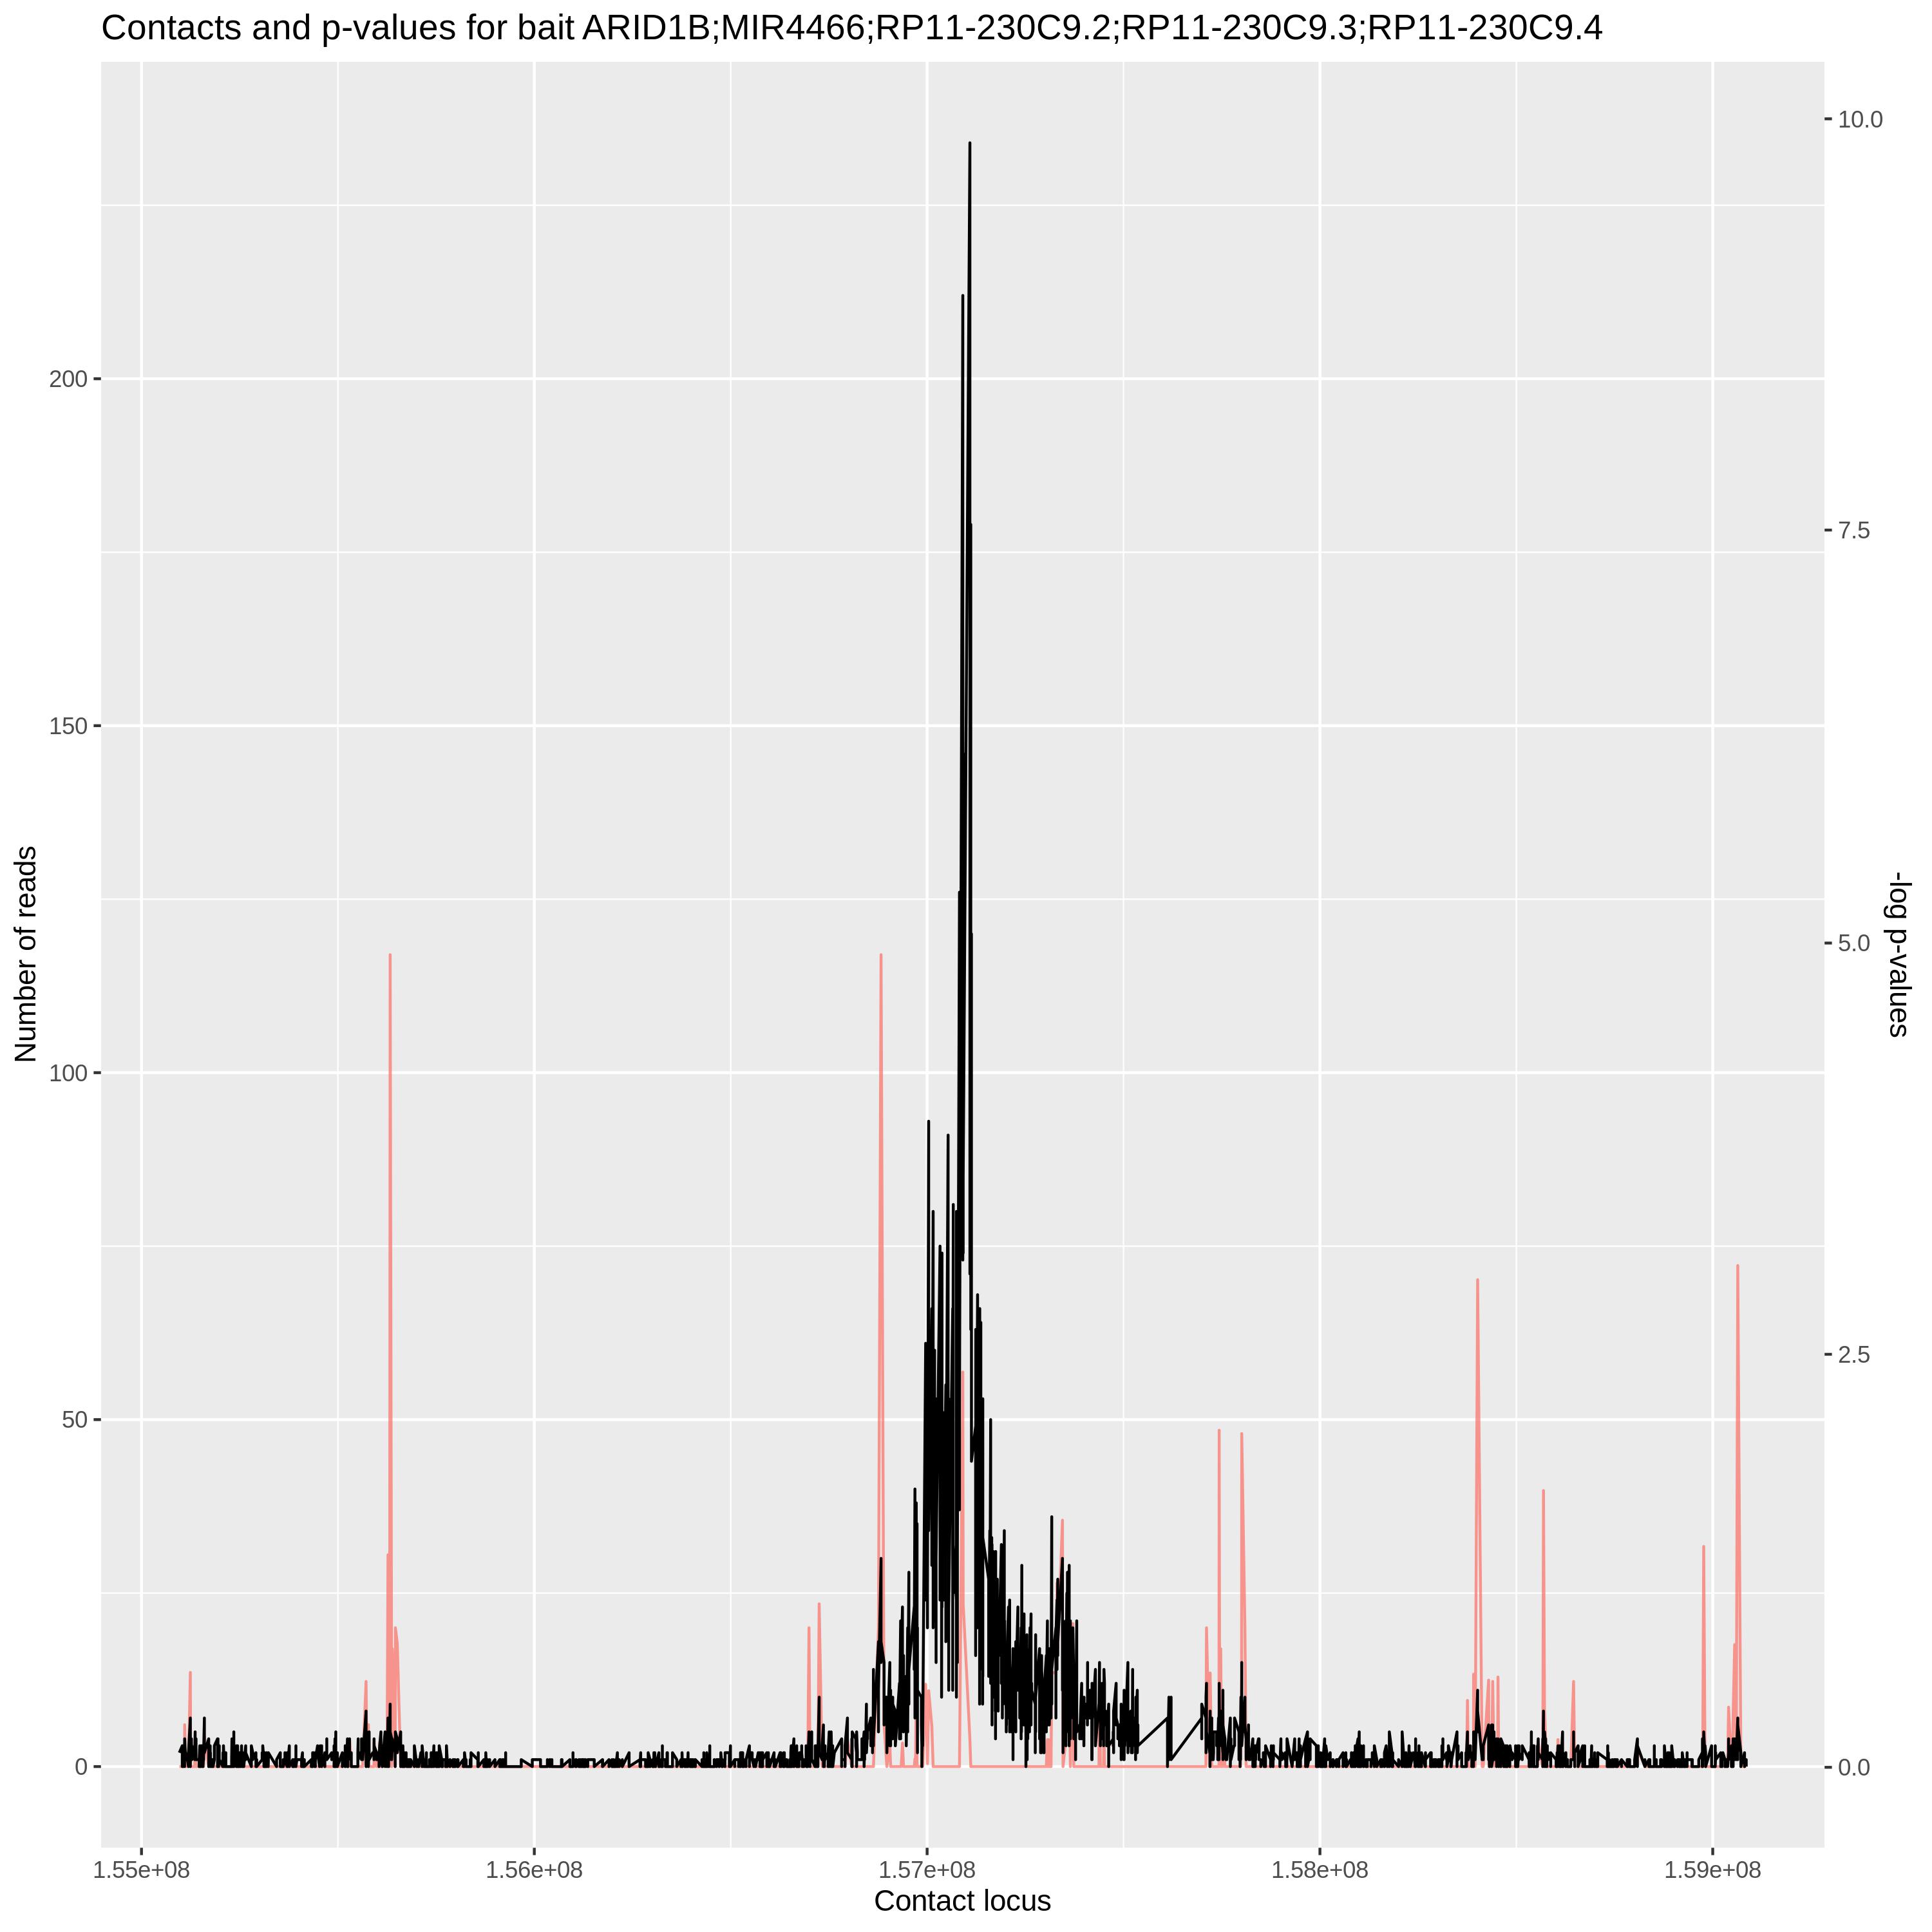 Contacts and p-values for bait ARID1B;MIR4466;RP11-230C9.2;RP11-230C9.3;RP11-230C9.4
10.0
200
7.5
150
Number of reads
5.0
-log p-values
100
2.5
50
0
0.0
1.55e+08
1.56e+08
1.57e+08
1.58e+08
1.59e+08
Contact locus